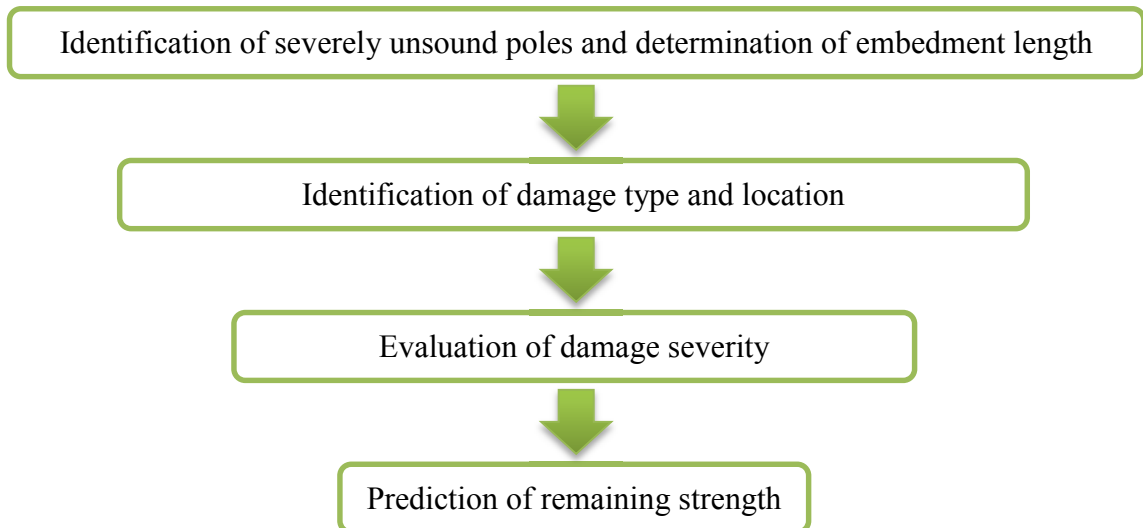 Identification of severely unsound poles and determination of embedment length
Identification of damage type and location
Evaluation of damage severity
Prediction of remaining strength